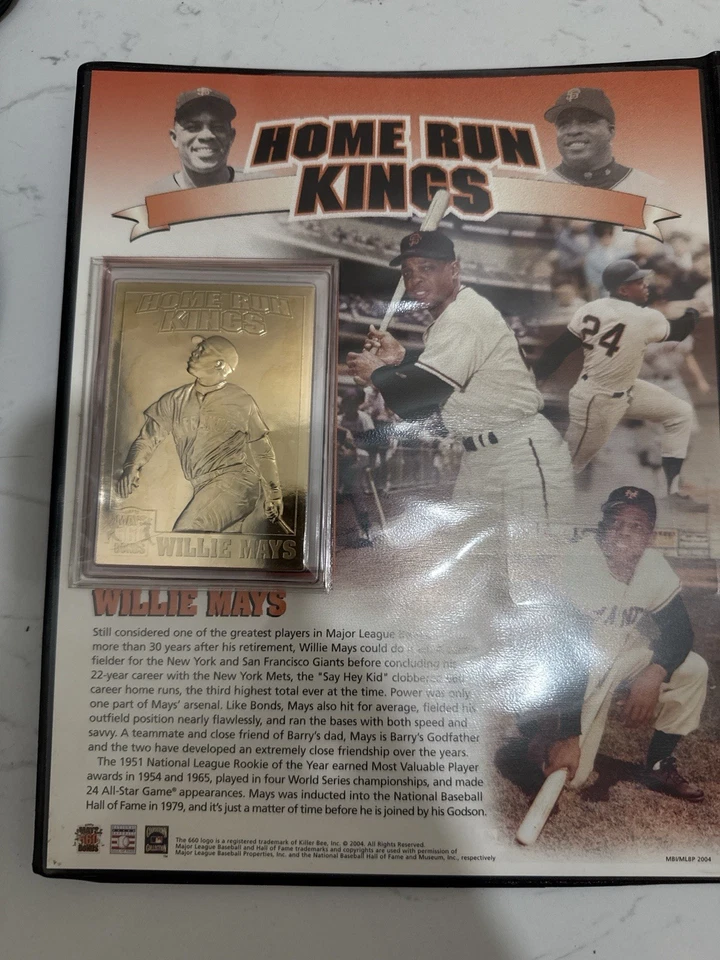 HOME RUN
KINGS
HOME RUN
KINGS
24
WILLIE MAYS
WILLIE MAYS
Still considered one of the greatest players in Major League
more than 30 years after his retirement, Willie Mays could do it
fielder for the New York and San Francisco Giants before concluding his
22-year career with the New York Mets, the "Say Hey Kid" clobbered
career home runs, the third highest total ever at the time. Power was only
one part of Mays' arsenal. Like Bonds, Mays also hit for average, fielded his
outfield position nearly flawlessly, and ran the bases with both speed and
savvy. A teammate and close friend of Barry's dad, Mays is Barry's Godfather
and the two have developed an extremely close friendship over the years.
The 1951 National League Rookie of the Year earned Most Valuable Player
awards in 1954 and 1965, played in four World Series championships, and made
24 All-Star Game® appearances. Mays was inducted into the National Baseball
Hall of Fame in 1979, and it's just a matter of time before he is joined by his Godson.
The 660 logo is a registered trademark of Killer Bea, Inc. © 2004. All Rights Reserved.
Major League Baseball and Hall of Fame trademarks and copyrights are used with permission of
Major League Baseball Properties, Inc. and the National Baseball Hall of Fame and Museum, Inc., respectively
MBI/MLBP 2004